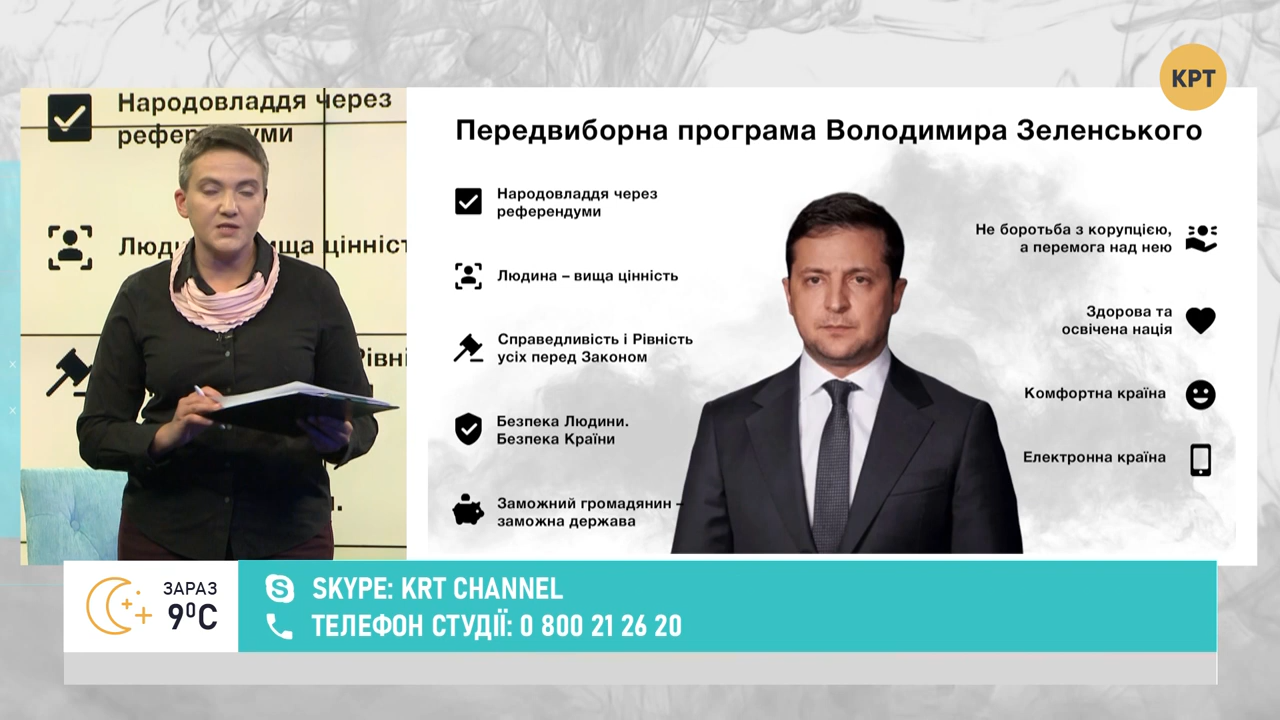 КРТ
Народовладдя через
референдуми
Людина – вища цінність
Передвиборна програма Володимира Зеленського
Народовладдя через
референдуми
Людина – вища цінність
Справедливість і Рівність
усіх перед Законом
Безпека Людини.
Безпека Країни
Заможний громадянин –
заможна держава
Не боротьба з корупцією,
а перемога над нею
Здорова та
освічена нація
Комфортна країна
Електронна країна
ЗАРАЗ
9⁰C
SKYPE: KRT CHANNEL
ТЕЛЕФОН СТУДІЇ: 0 800 21 26 20